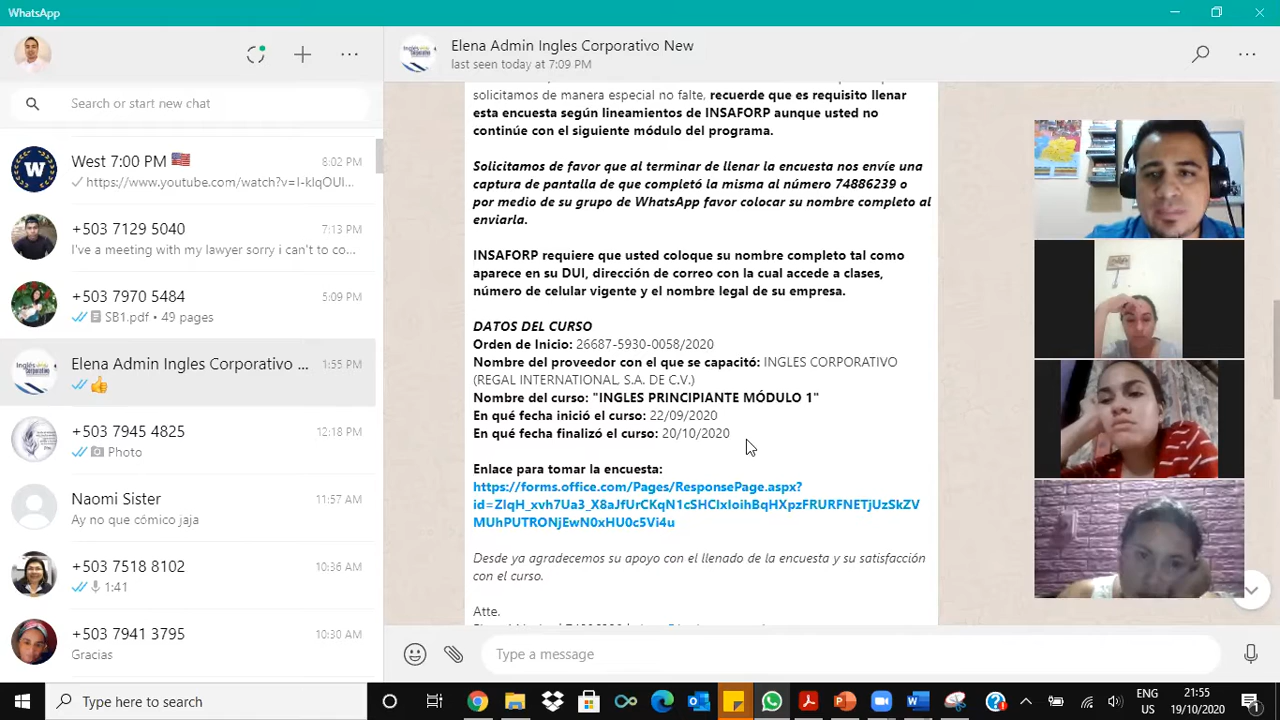 WhatsApp
Elena Admin Ingles Corporativo New
last seen today at 7:09 PM
Search or start new chat
West 7:00 PM 🇺🇸
8:02 PM
https://www.youtube.com/watch?v=I-kIqOUI...
+503 7129 5040
7:13 PM
I've a meeting with my lawyer sorry i can't to co...
+503 7970 5484
5:09 PM
SB1.pdf • 49 pages
Elena Admin Ingles Corporativo ...
1:55 PM
👍
+503 7945 4825
12:18 PM
Photo
Naomi Sister
11:57 AM
Ay no que cómico jaja
+503 7518 8102
10:36 AM
1:41
+503 7941 3795
10:30 AM
Gracias
solicitamos de manera especial no falte, recuerde que es requisito llenar
esta encuesta según lineamientos de INSAFORP aunque usted no
continúe con el siguiente módulo del programa.
Solicitamos de favor que al terminar de llenar la encuesta nos envíe una
captura de pantalla de que completó la misma al número 74886239 o
por medio de su grupo de WhatsApp favor colocar su nombre completo al
enviarla.
INSAFORP requiere que usted coloque su nombre completo tal como
aparece en su DUI, dirección de correo con la cual accede a clases,
número de celular vigente y el nombre legal de su empresa.
DATOS DEL CURSO
Orden de Inicio: 26687-5930-0058/2020
Nombre del proveedor con el que se capacitó: INGLES CORPORATIVO
(REGAL INTERNATIONAL, S.A. DE C.V.)
Nombre del curso: "INGLES PRINCIPIANTE MÓDULO 1"
En qué fecha inició el curso: 22/09/2020
En qué fecha finalizó el curso: 20/10/2020
Enlace para tomar la encuesta:
https://forms.office.com/Pages/ResponsePage.aspx?
id=ZIqH_xvh7Ua3_X8aJfUrCKqN1cSHCIxIoihBqHXpzFRURFNETjUzSkZV
MUhPUTRONjEwN0xHU0c5Vi4u
Desde ya agradecemos su apoyo con el llenado de la encuesta y su satisfacción
con el curso.
Atte.
Type a message
Type here to search
ENG
US
21:55
19/10/2020